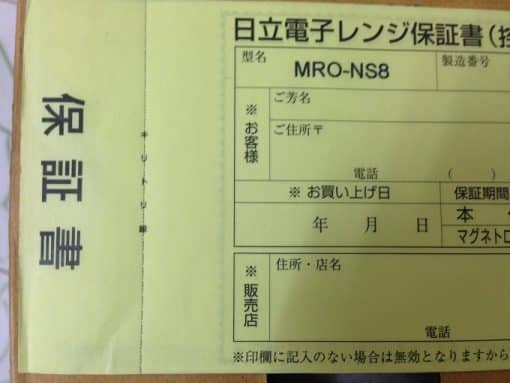 保証書
キリトリ線
日立電子レンジ保証書(控
型名
MRO-NS8
製造番号
※お客様
ご芳名
ご住所〒
電話 ( )
※ お買い上げ日
保証期間
年 月 日
本
マグネトロ
※販売店
住所・店名
電話
※印欄に記入のない場合は無効となりますから